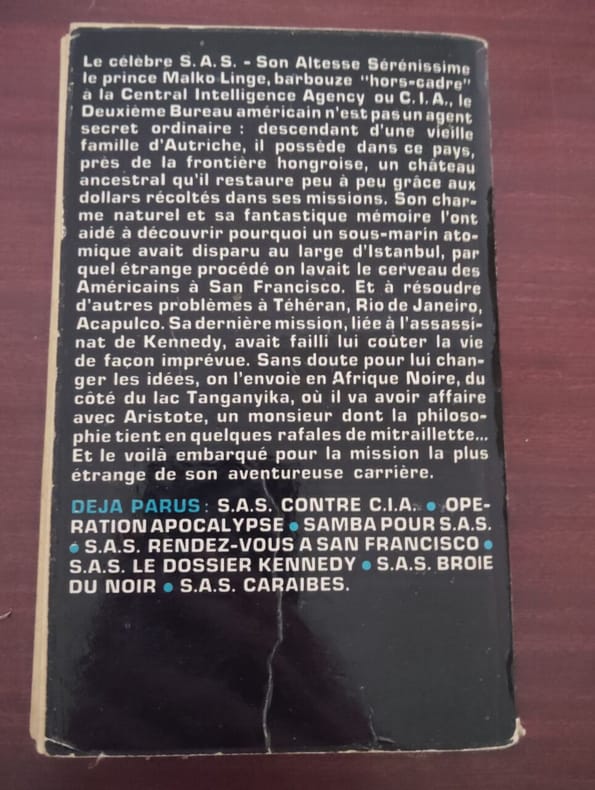 Le célèbre S.A.S. - Son Altesse Sérénissime
le prince Malko Linge, barbouze "hors-cadre"
à la Central Intelligence Agency ou C.I.A., le
Deuxième Bureau américain n'est pas un agent
secret ordinaire : descendant d'une vieille
famille d'Autriche, il possède dans ce pays,
près de la frontière hongroise, un château
ancestral qu'il restaure peu à peu grâce aux
dollars récoltés dans ses missions. Son char-
me naturel et sa fantastique mémoire l'ont
aidé à découvrir pourquoi un sous-marin ato-
mique avait disparu au large d'Istanbul, par
quel étrange procédé on lavait le cerveau des
Américains à San Francisco. Et à résoudre
d'autres problèmes à Téhéran, Rio de Janeiro,
Acapulco. Sa dernière mission, liée à l'assassi-
nat de Kennedy, avait failli lui coûter la vie
de façon imprévue. Sans doute pour lui chan-
ger les idées, on l'envoie en Afrique Noire, du
côté du lac Tanganyika, où il va avoir affaire
avec Aristote, un monsieur dont la philoso-
phie tient en quelques rafales de mitraillette...
Et le voilà embarqué pour la mission la plus
étrange de son aventureuse carrière.
DEJA PARUS : S.A.S. CONTRE C.I.A. • OPE-
RATION APOCALYPSE • SAMBA POUR S.A.S.
• S.A.S. RENDEZ-VOUS A SAN FRANCISCO •
S.A.S. LE DOSSIER KENNEDY • S.A.S. BROIE
DU NOIR • S.A.S. CARAIBES.